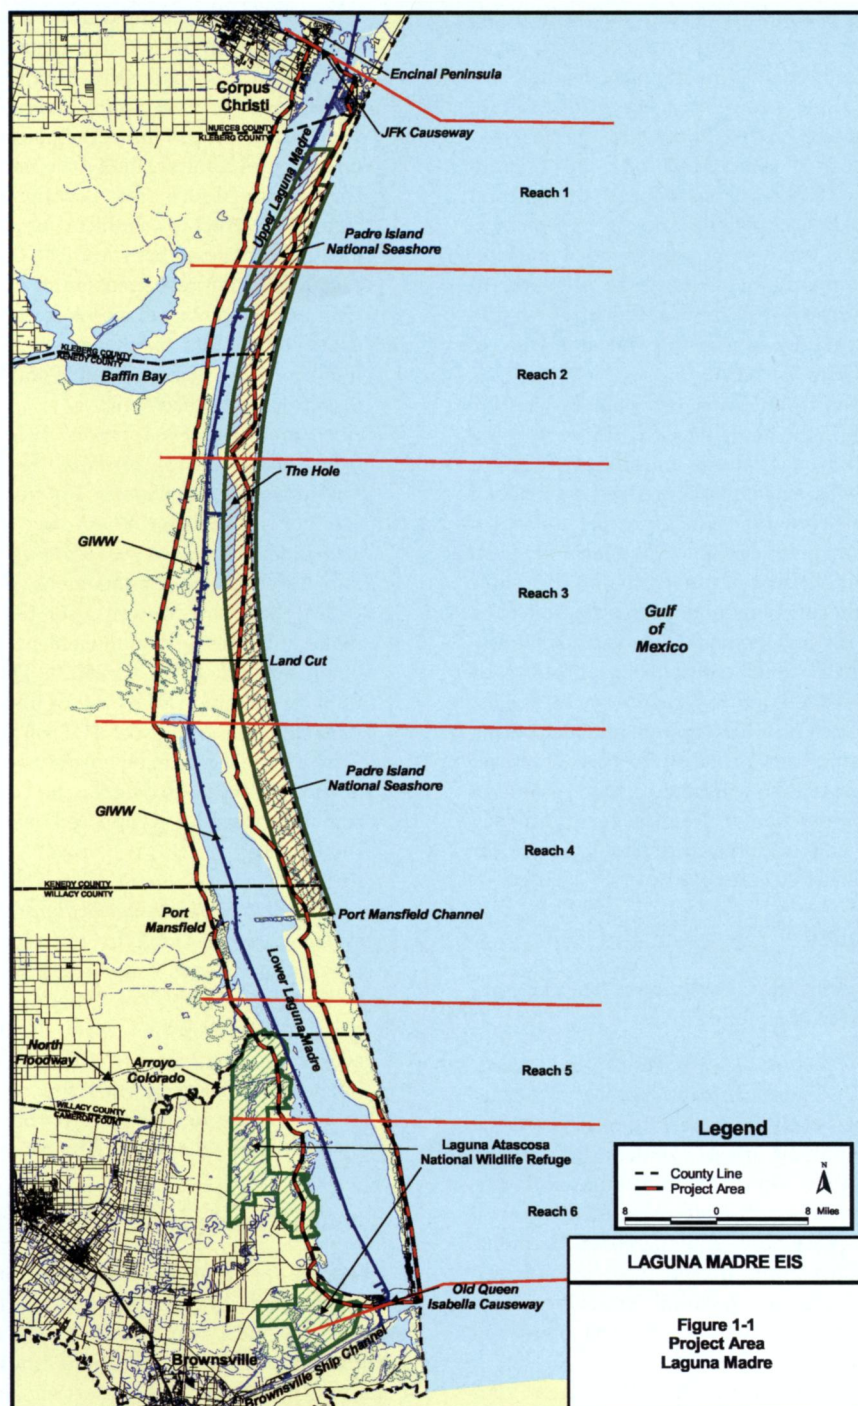 Encinal Peninsula
Corpus
Christi
NUECES COUNTY
KLEBERG COUNTY
JFK Causeway
Upper Laguna Madre
Reach 1
Padre Island
National Seashore
KLEBERG COUNTY
KENEDY COUNTY
Baffin Bay
Reach 2
The Hole
GIWW
Reach 3
Gulf
of
Mexico
Land Cut
Padre Island
National Seashore
GIWW
Reach 4
KENEDY COUNTY
WILLACY COUNTY
Port
Mansfield
Port Mansfield Channel
Lower Laguna Madre
North
Floodway
Arroyo
Colorado
Reach 5
WILLACY COUNTY
CAMERON COUNT
Laguna Atascosa
National Wildlife Refuge
Reach 6
Legend
County Line
Project Area
N
8 0 8 Miles
Old Queen
Isabella Causeway
Brownsville
Brownsville Ship Channel
LAGUNA MADRE EIS
Figure 1-1
Project Area
Laguna Madre